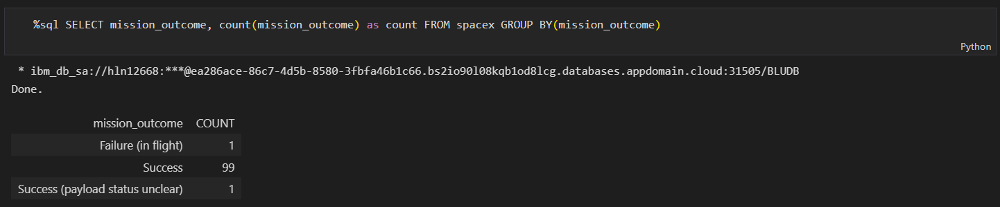 %sql SELECT mission_outcome, count(mission_outcome) as count FROM spacex GROUP BY(mission_outcome)
Python
* ibm_db_sa://hln12668:***@ea286ace-86c7-4d5b-8580-3fbfa46b1c66.bs2io90l08kqb1od8lcg.databases.appdomain.cloud:31505/BLUDB
Done.
mission_outcome COUNT
Failure (in flight) 1
Success 99
Success (payload status unclear) 1